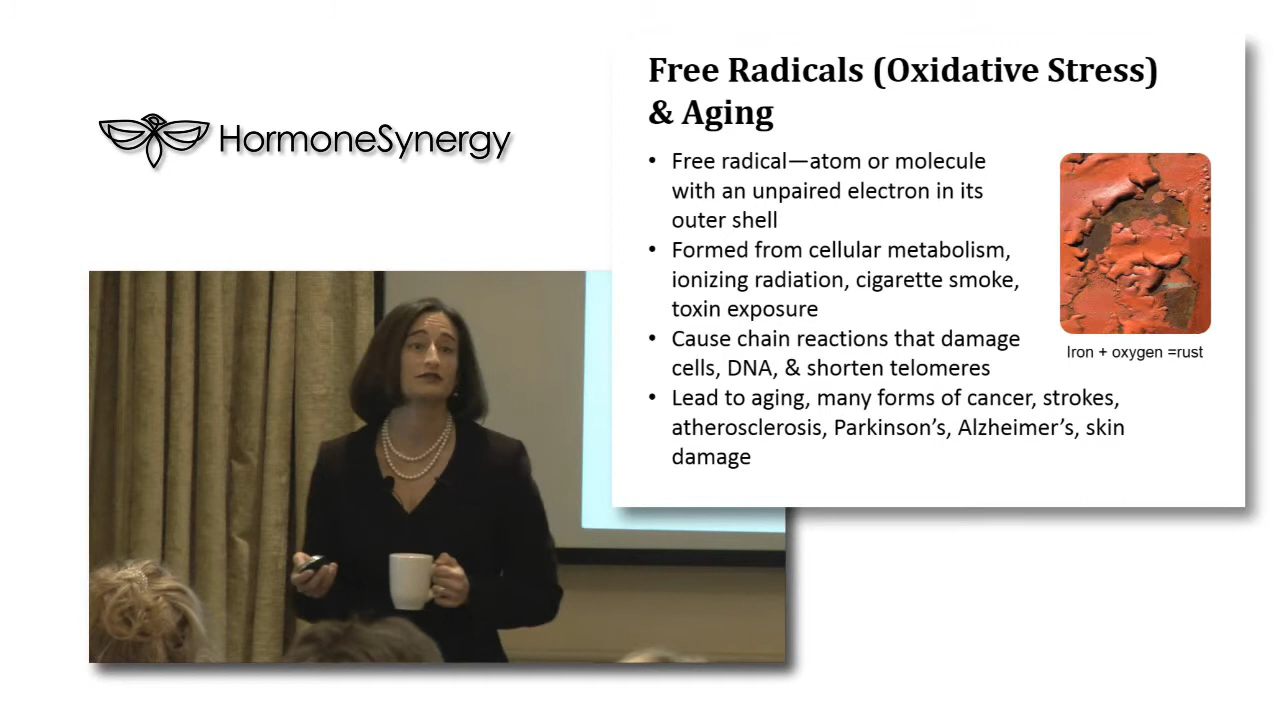 HormoneSynergy
Free Radicals (Oxidative Stress)
& Aging
• Free radical—atom or molecule
with an unpaired electron in its
outer shell
• Formed from cellular metabolism,
ionizing radiation, cigarette smoke,
toxin exposure
• Cause chain reactions that damage
cells, DNA, & shorten telomeres
• Lead to aging, many forms of cancer, strokes,
atherosclerosis, Parkinson’s, Alzheimer’s, skin
damage
Iron + oxygen =rust